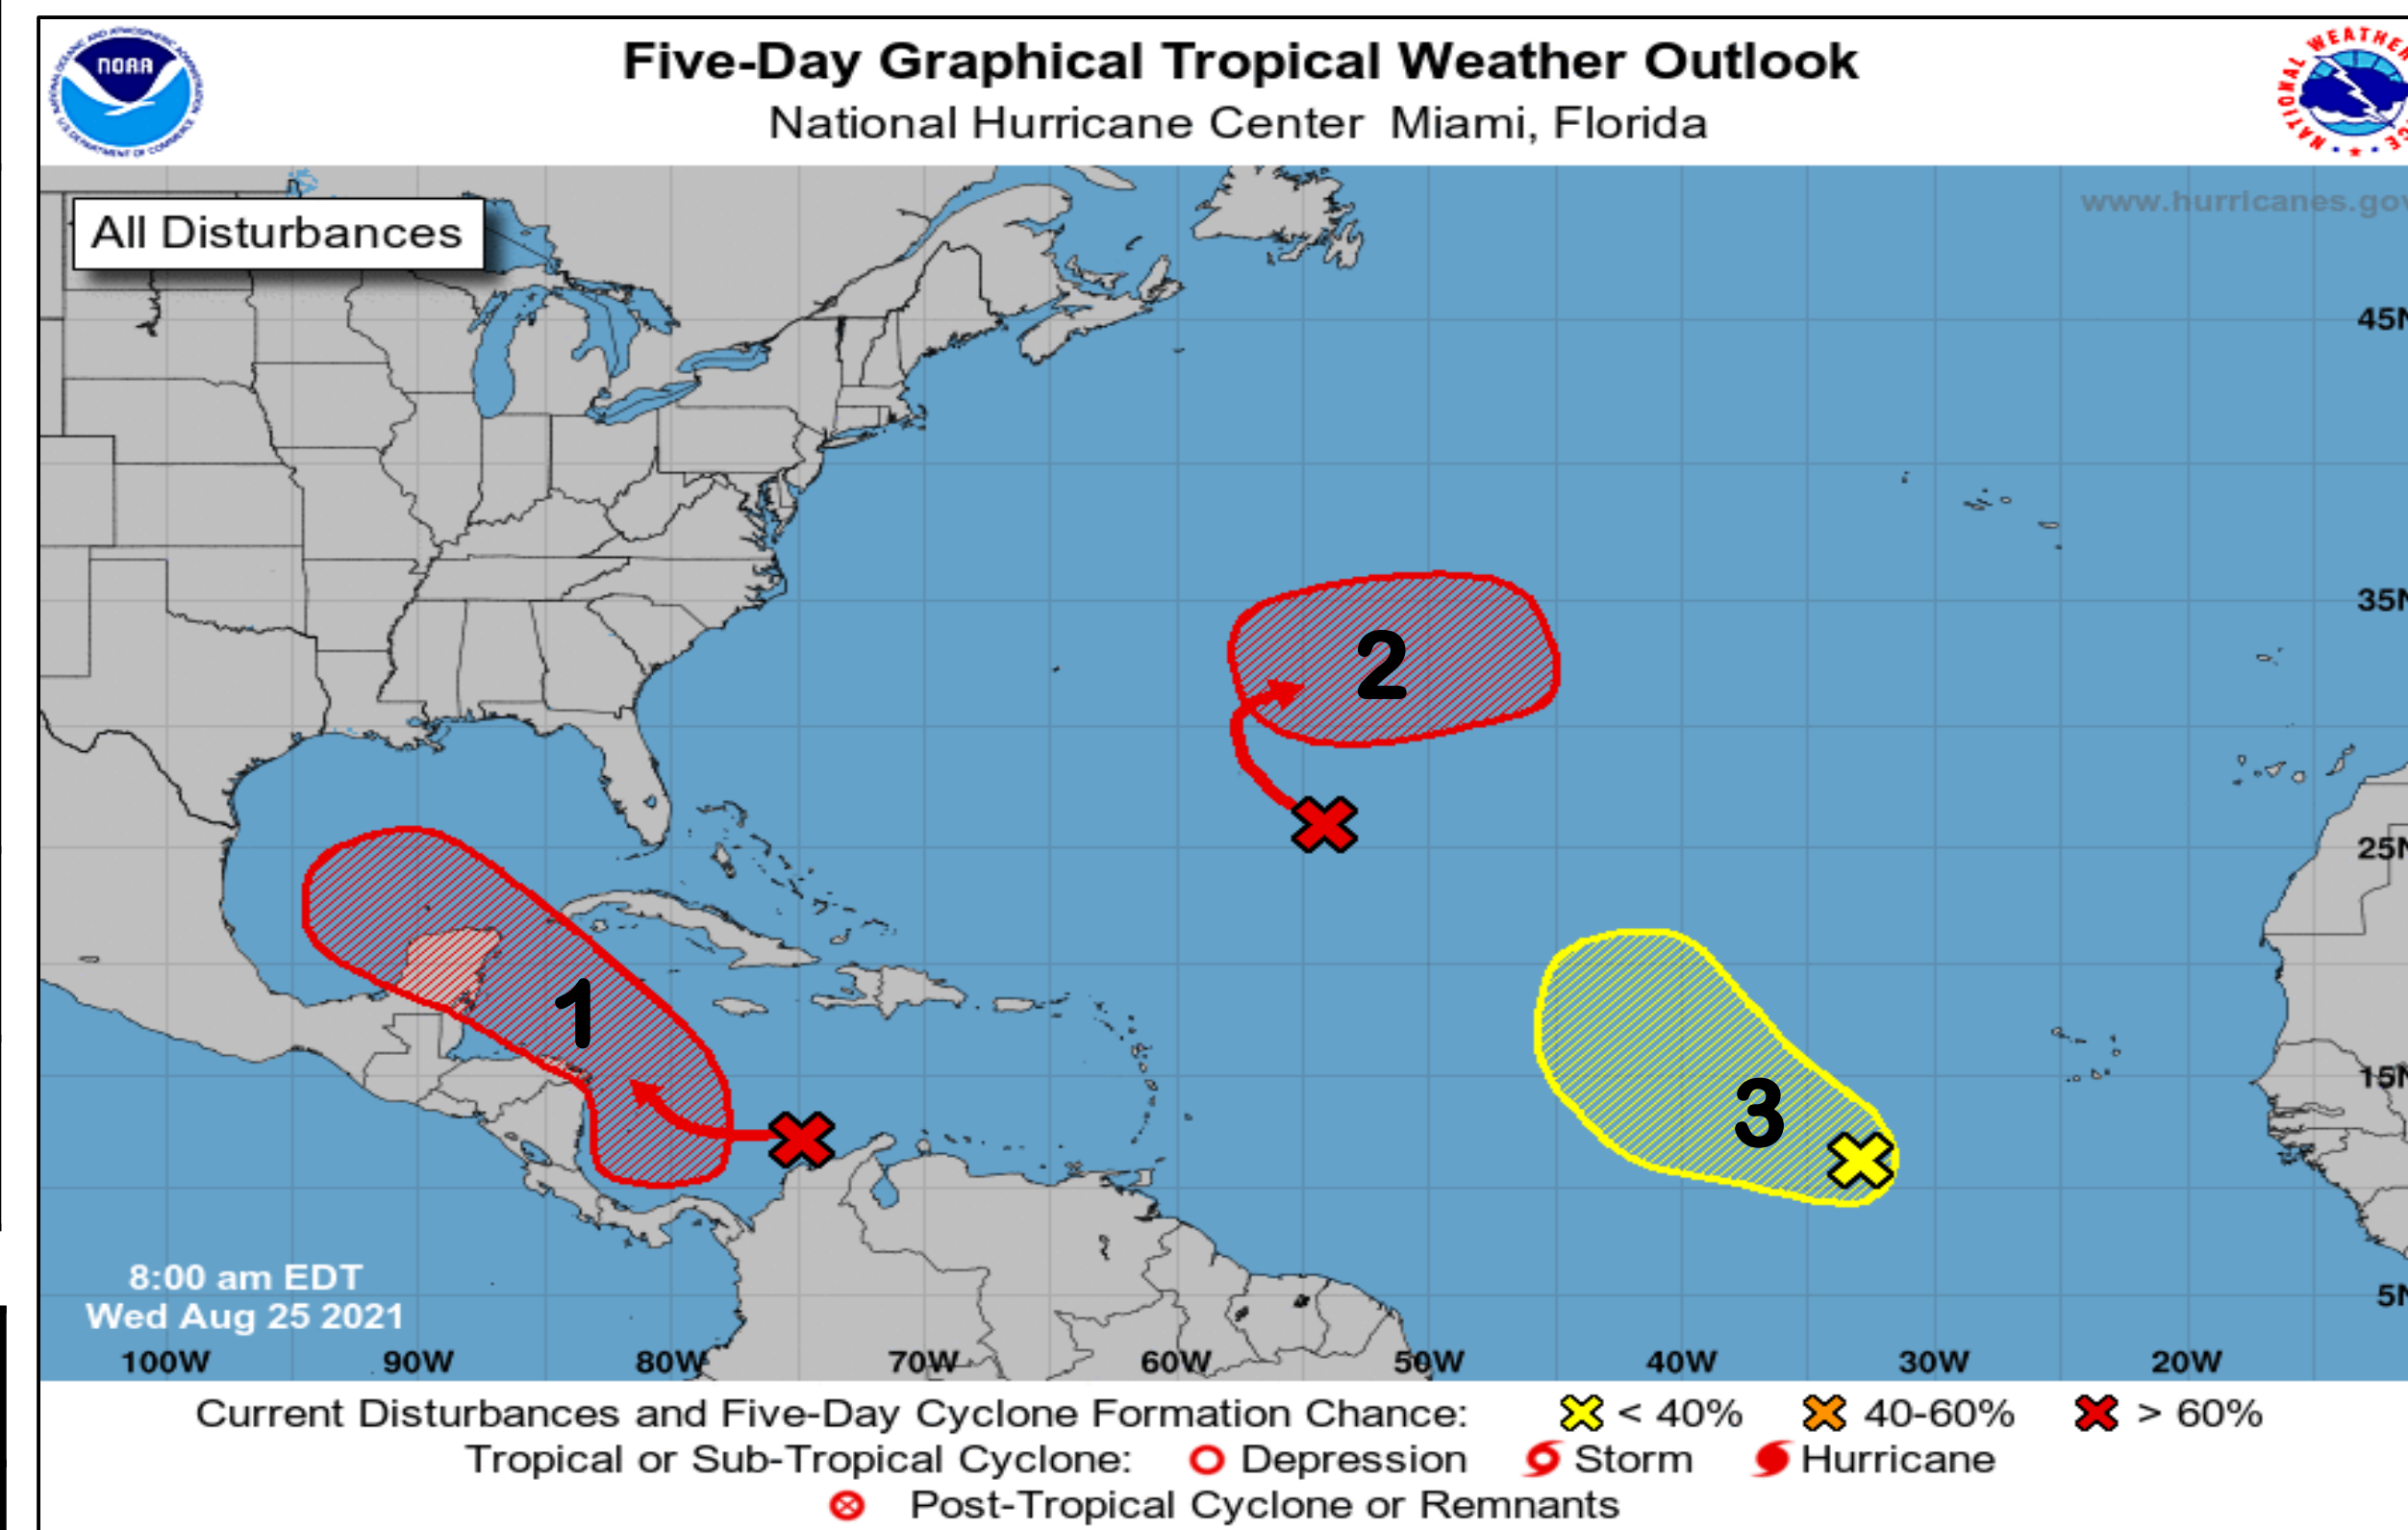 Five-Day Graphical Tropical Weather Outlook
National Hurricane Center Miami, Florida
NOAA
All Disturbances
www.hurricanes.gov
45N
35N
2
25N
1
3
15N
5N
8:00 am EDT
Wed Aug 25 2021
100W 90W 80W 70W 60W 50W 40W 30W 20W
Current Disturbances and Five-Day Cyclone Formation Chance: < 40% 40-60% > 60%
Tropical or Sub-Tropical Cyclone: Depression Storm Hurricane
Post-Tropical Cyclone or Remnants